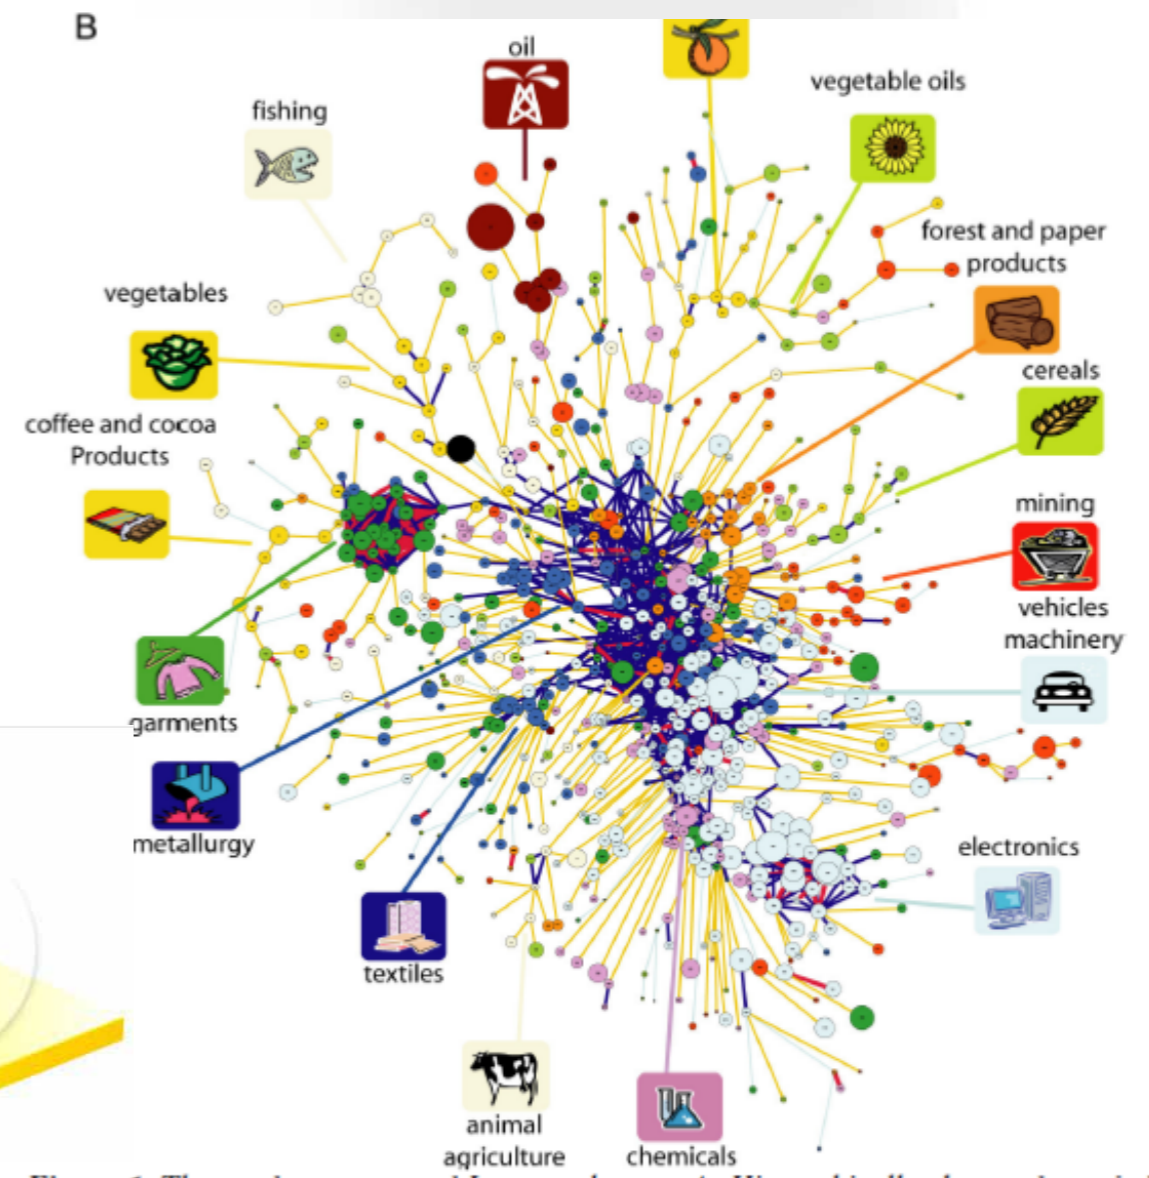 B
oil
vegetable oils
fishing
forest and paper
products
vegetables
cereals
coffee and cocoa
Products
mining
vehicles
machinery
garments
metallurgy
electronics
textiles
animal
agriculture
chemicals